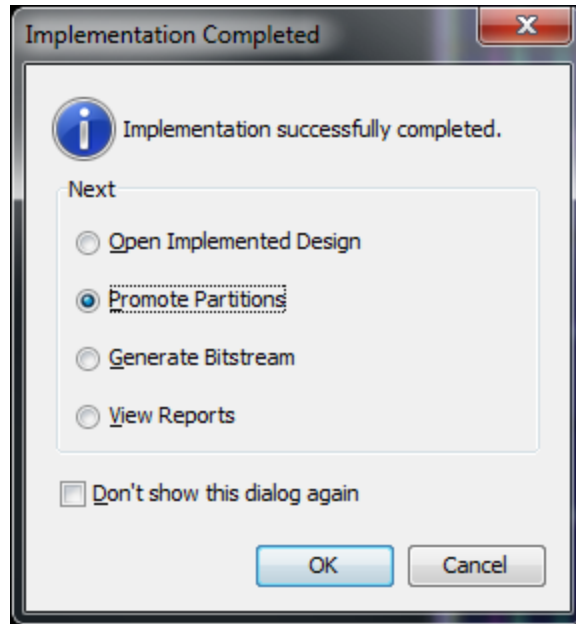 Implementation Completed
Implementation successfully completed.
Next
Open Implemented Design
Promote Partitions
Generate Bitstream
View Reports
Don't show this dialog again
OK
Cancel